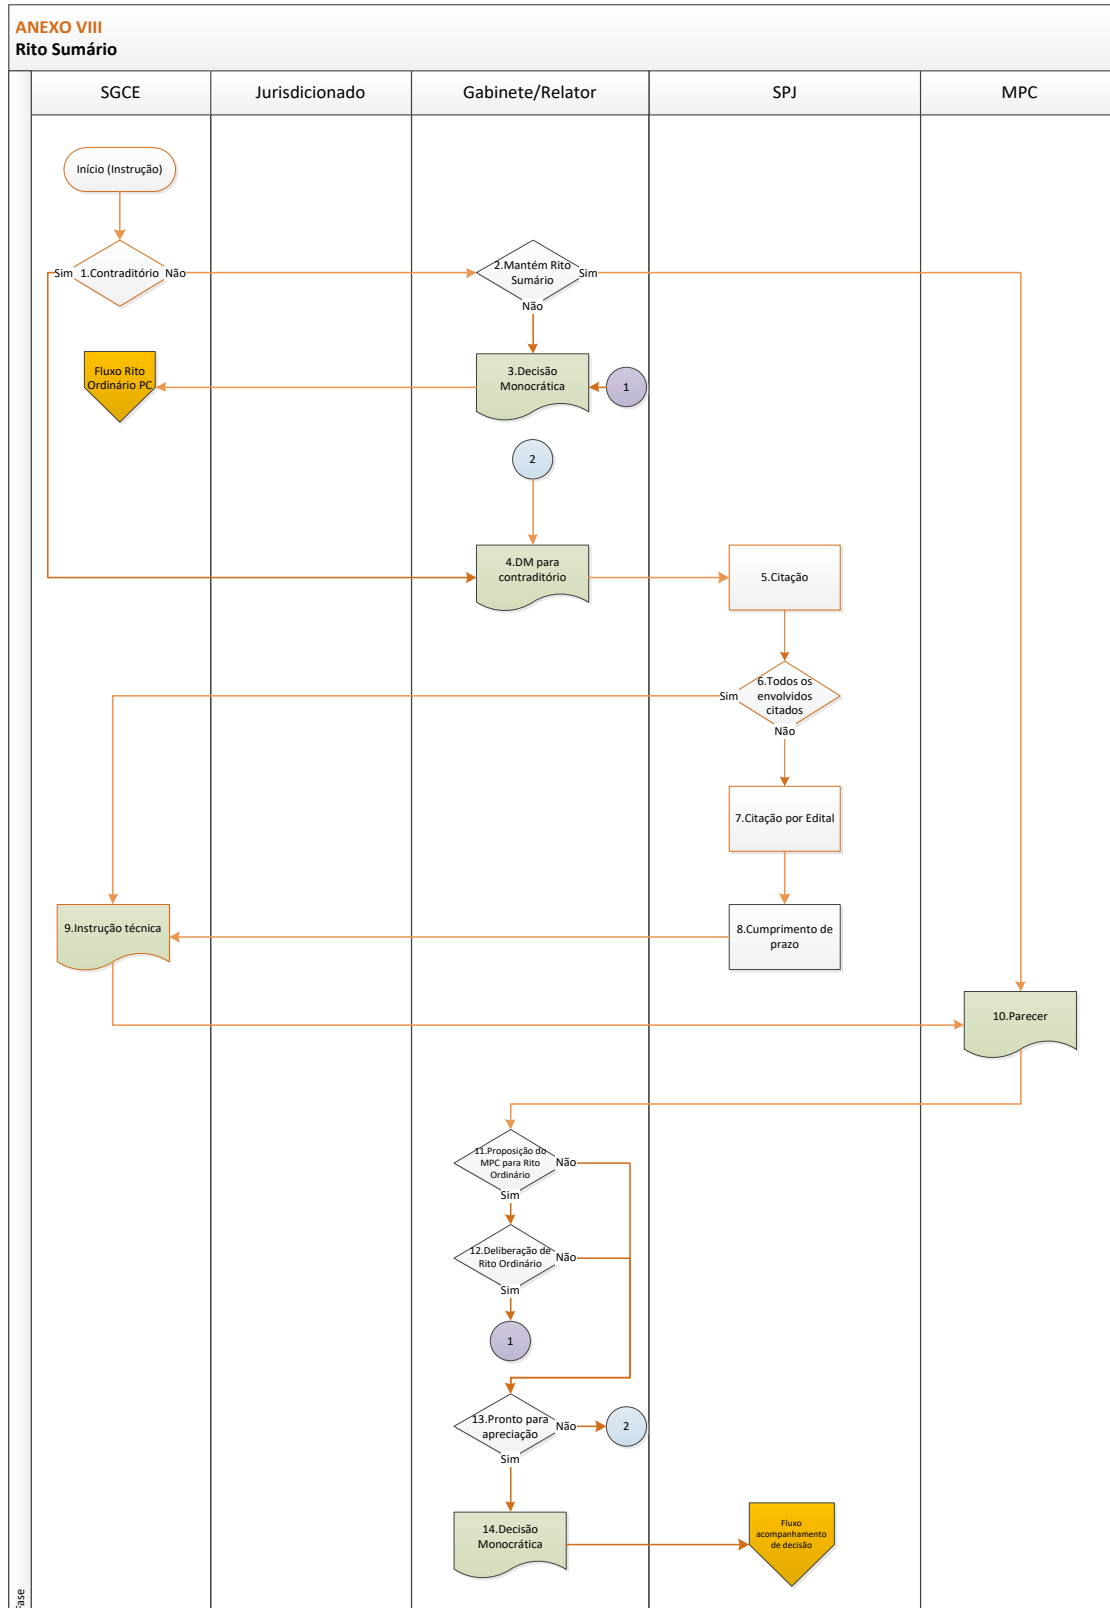 ANEXO VIII
Rito Sumário
SGCE
Jurisdicionado
Gabinete/Relator
SPJ
MPC
Início (Instrução)
Sim
1.Contraditório
Não
2.Mantém Rito
Sumário
Sim
Não
Fluxo Rito
Ordinário PC
3.Decisão
Monocrática
1
2
4.DM para
contraditório
5.Citação
6.Todos os
envolvidos
citados
Sim
Não
7.Citação por Edital
9.Instrução técnica
8.Cumprimento de
prazo
10.Parecer
11.Proposição do
MPC para Rito
Ordinário
Não
Sim
12.Deliberação de
Rito Ordinário
Não
Sim
1
13.Pronto para
apreciação
Não
2
Sim
14.Decisão
Monocrática
Fluxo
acompanhamento
de decisão
Fase